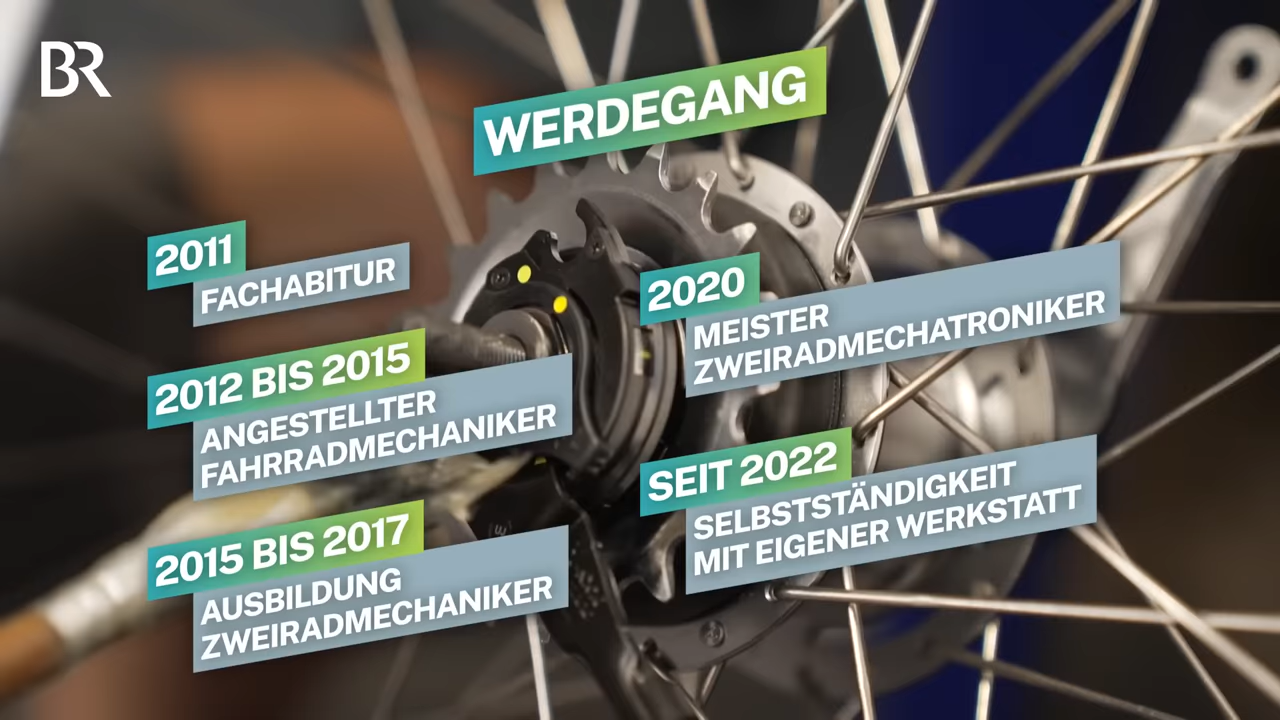 BR
WERDEGANG
2011
FACHABITUR
2012 BIS 2015
ANGESTELLTER
FAHRRADMECHANIKER
2015 BIS 2017
AUSBILDUNG
ZWEIRADMECHANIKER
2020
MEISTER
ZWEIRADMECHATRONIKER
SEIT 2022
SELBSTSTÄNDIGKEIT
MIT EIGENER WERKSTATT